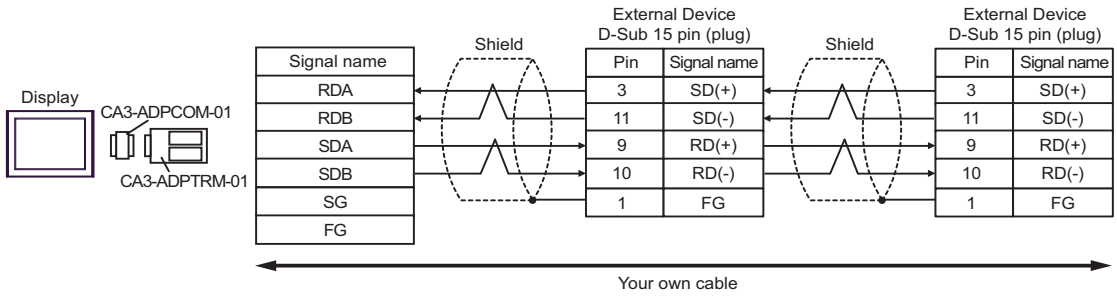 External Device
D-Sub 15 pin (plug)
External Device
D-Sub 15 pin (plug)
Shield
Shield
Signal name
Pin
Signal name
Pin
Signal name
Display
CA3-ADPCOM-01
CA3-ADPTRM-01
RDA
3
SD(+)
3
SD(+)
RDB
11
SD(-)
11
SD(-)
SDA
9
RD(+)
9
RD(+)
SDB
10
RD(-)
10
RD(-)
SG
1
FG
1
FG
FG
Your own cable